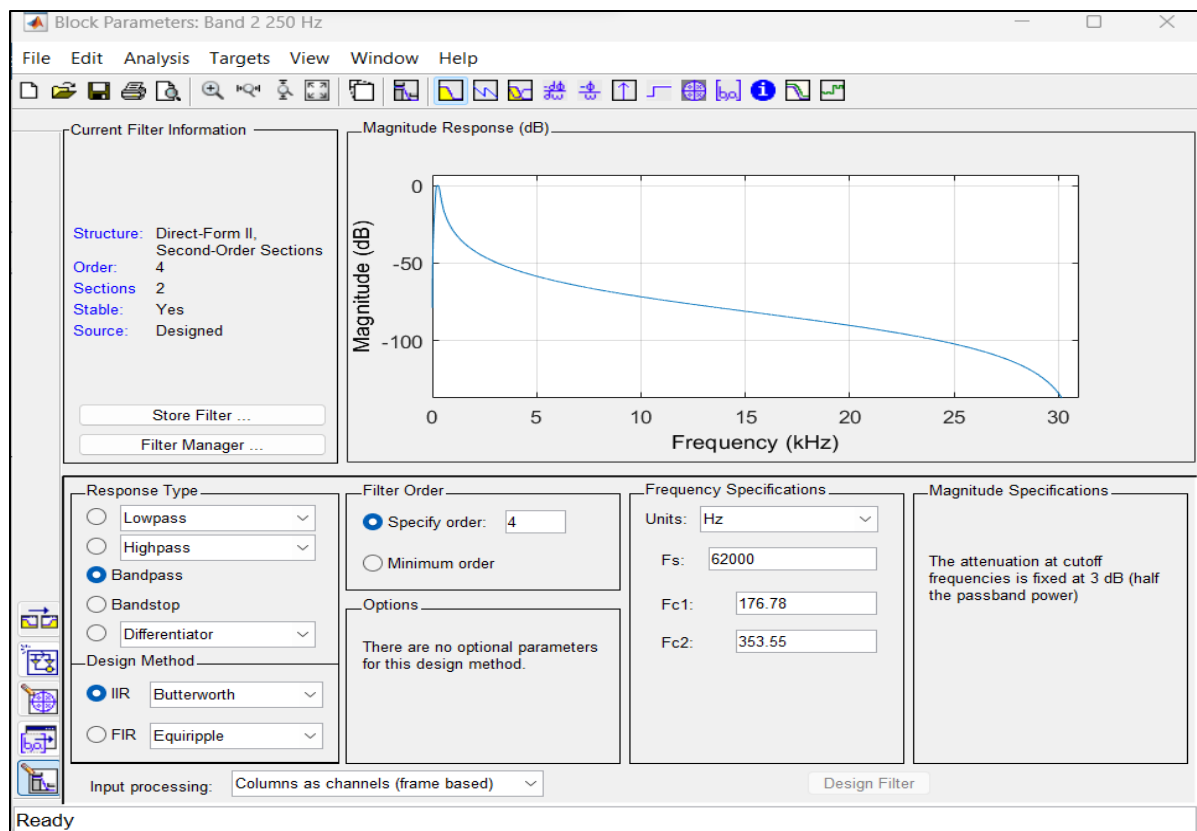 Block Parameters: Band 2 250 Hz
File Edit Analysis Targets View Window Help
Current Filter Information
Structure: Direct-Form II,
Second-Order Sections
Order: 4
Sections 2
Stable: Yes
Source: Designed
Store Filter ...
Filter Manager ...
Magnitude Response (dB)
Magnitude (dB)
0
-50
-100
0 5 10 15 20 25 30
Frequency (kHz)
Response Type
Lowpass
Highpass
Bandpass
Bandstop
Differentiator
Design Method
IIR Butterworth
FIR Equiripple
Filter Order
Specify order: 4
Minimum order
Options
There are no optional parameters
for this design method.
Frequency Specifications
Units: Hz
Fs: 62000
Fc1: 176.78
Fc2: 353.55
Magnitude Specifications
The attenuation at cutoff
frequencies is fixed at 3 dB (half
the passband power)
Input processing: Columns as channels (frame based)
Design Filter
Ready